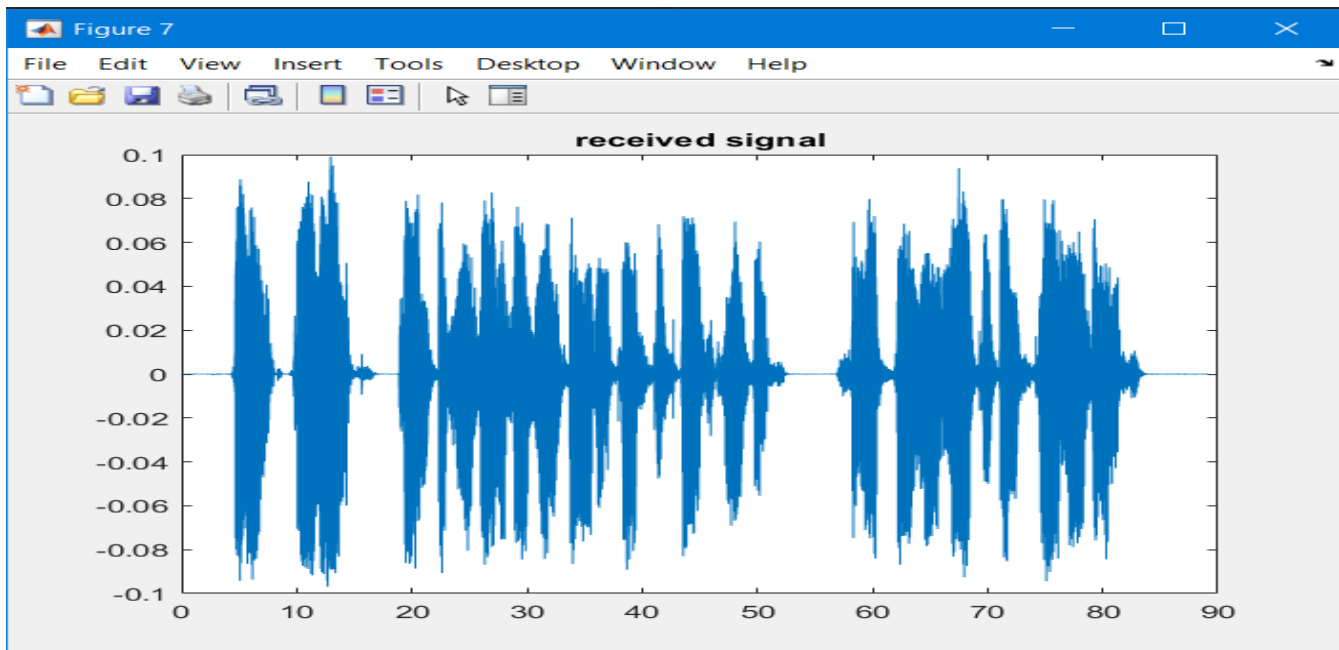 Figure 7
File Edit View Insert Tools Desktop Window Help
received signal
0.1
0.08
0.06
0.04
0.02
0
-0.02
-0.04
-0.06
-0.08
-0.1
0 10 20 30 40 50 60 70 80 90